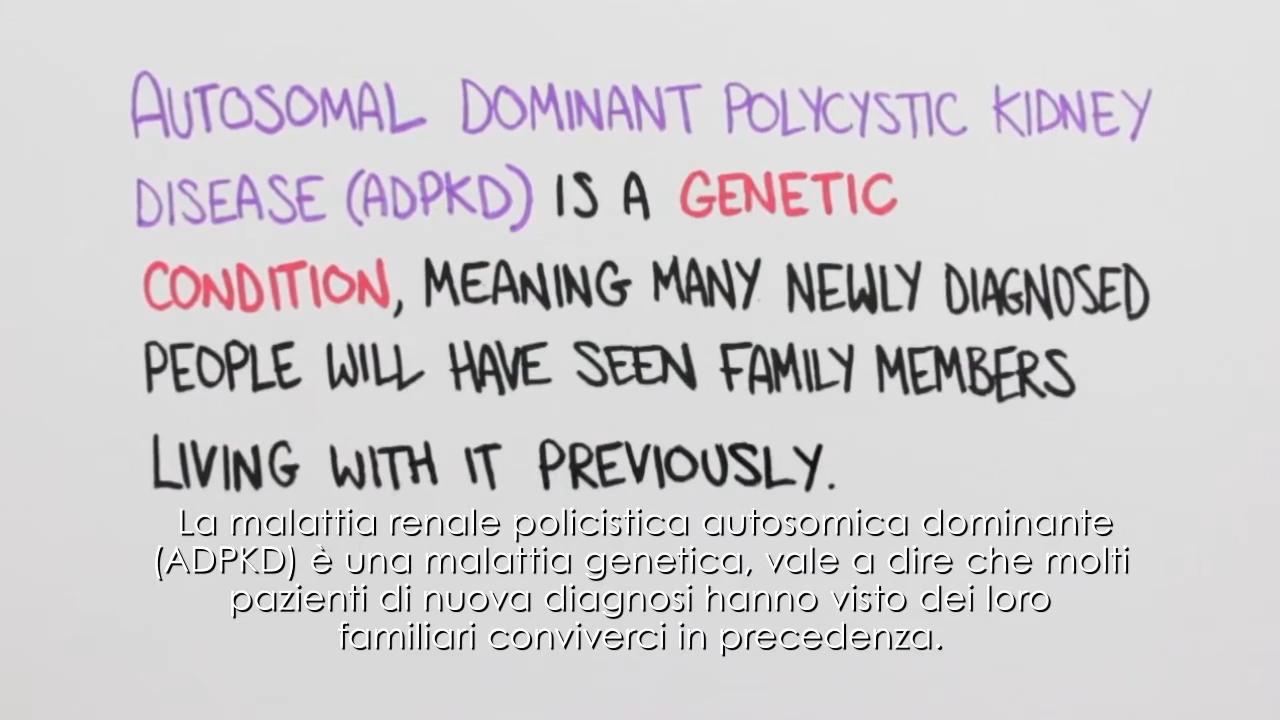 AUTOSOMAL DOMINANT POLYCYSTIC KIDNEY
DISEASE (ADPKD) IS A GENETIC
CONDITION, MEANING MANY NEWLY DIAGNOSED
PEOPLE WILL HAVE SEEN FAMILY MEMBERS
LIVING WITH IT PREVIOUSLY.
La malattia renale policistica autosomica dominante
(ADPKD) è una malattia genetica, vale a dire che molti
pazienti di nuova diagnosi hanno visto dei loro
familiari conviverci in precedenza.